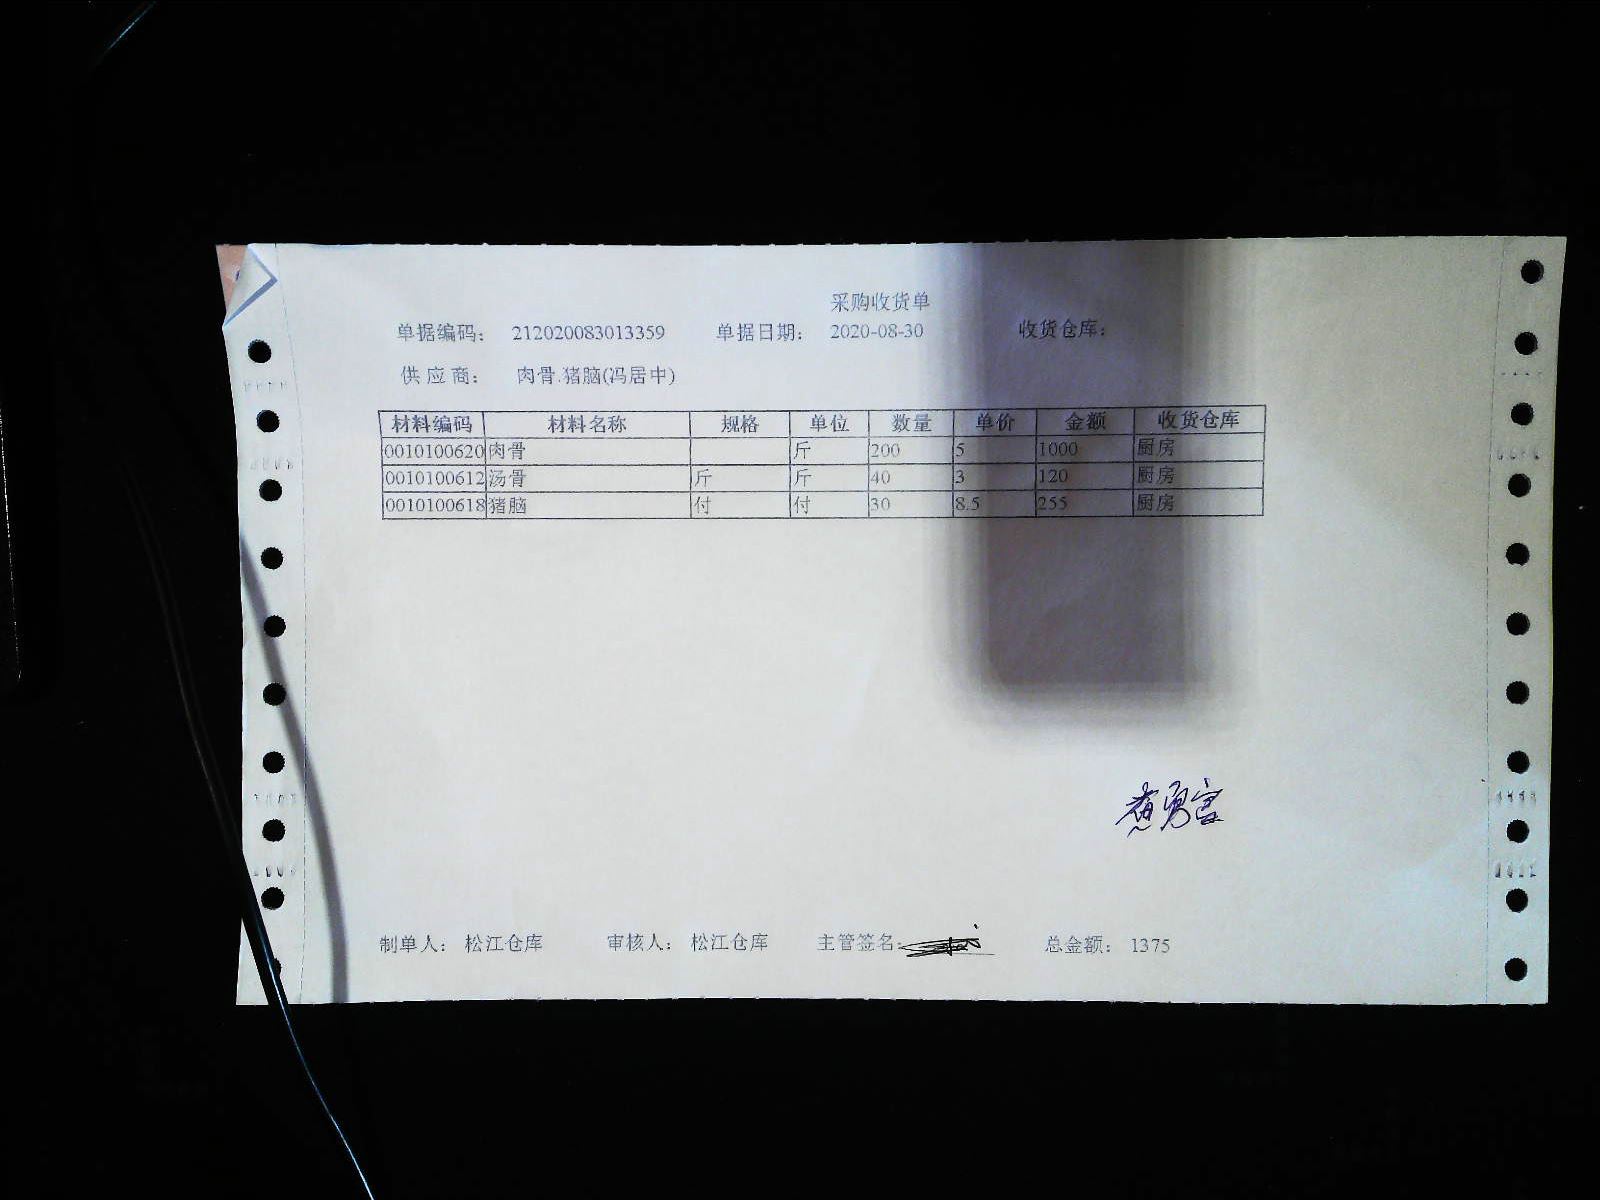 采购收货单
单据编码： 212020083013359 单据日期： 2020-08-30 收货仓库：
供 应 商： 肉骨.猪脑(冯居中)
材料编码 材料名称 规格 单位 数量 单价 金额 收货仓库
0010100620 肉骨 斤 200 5 1000 厨房
0010100612 汤骨 斤 斤 40 3 120 厨房
0010100618 猪脑 付 付 30 8.5 255 厨房
制单人： 松江仓库 审核人： 松江仓库 主管签名: 总金额： 1375